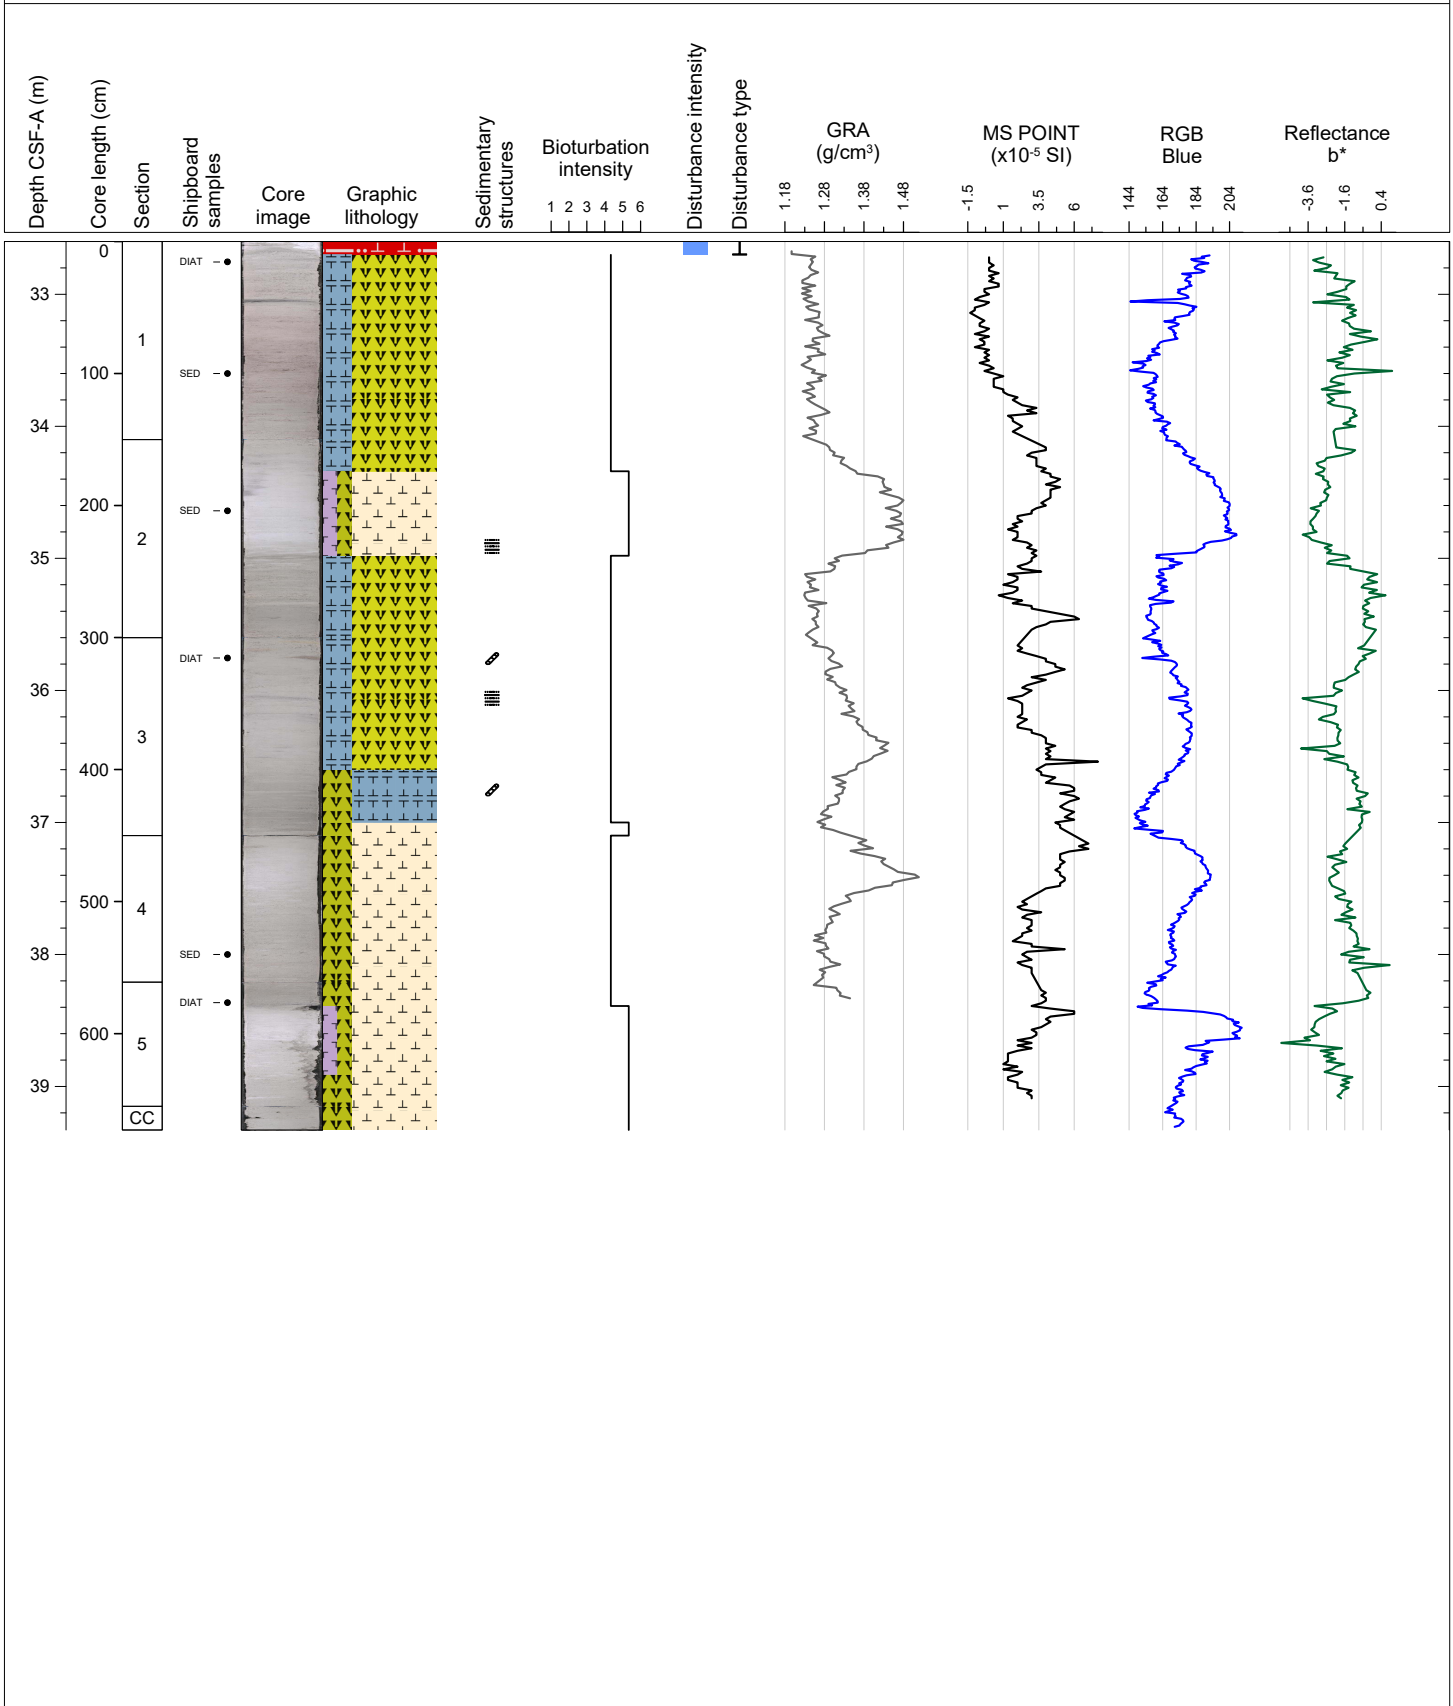 Depth CSF-A (m)
Core length (cm)
Section
Shipboard
samples
Core
image
Graphic
lithology
Sedimentary
structures
Bioturbation
intensity
1 2 3 4 5 6
Disturbance intensity
Disturbance type
GRA
(g/cm³)
1.18 1.28 1.38 1.48
MS POINT
(x10⁻⁵ SI)
-1.5 1 3.5 6
RGB
Blue
144 164 184 204
Reflectance
b*
-3.6 -1.6 0.4
0
DIAT
33
1
100
SED
34
200
SED
2
35
300
DIAT
36
3
400
37
500
4
38
SED
DIAT
600
5
39
CC